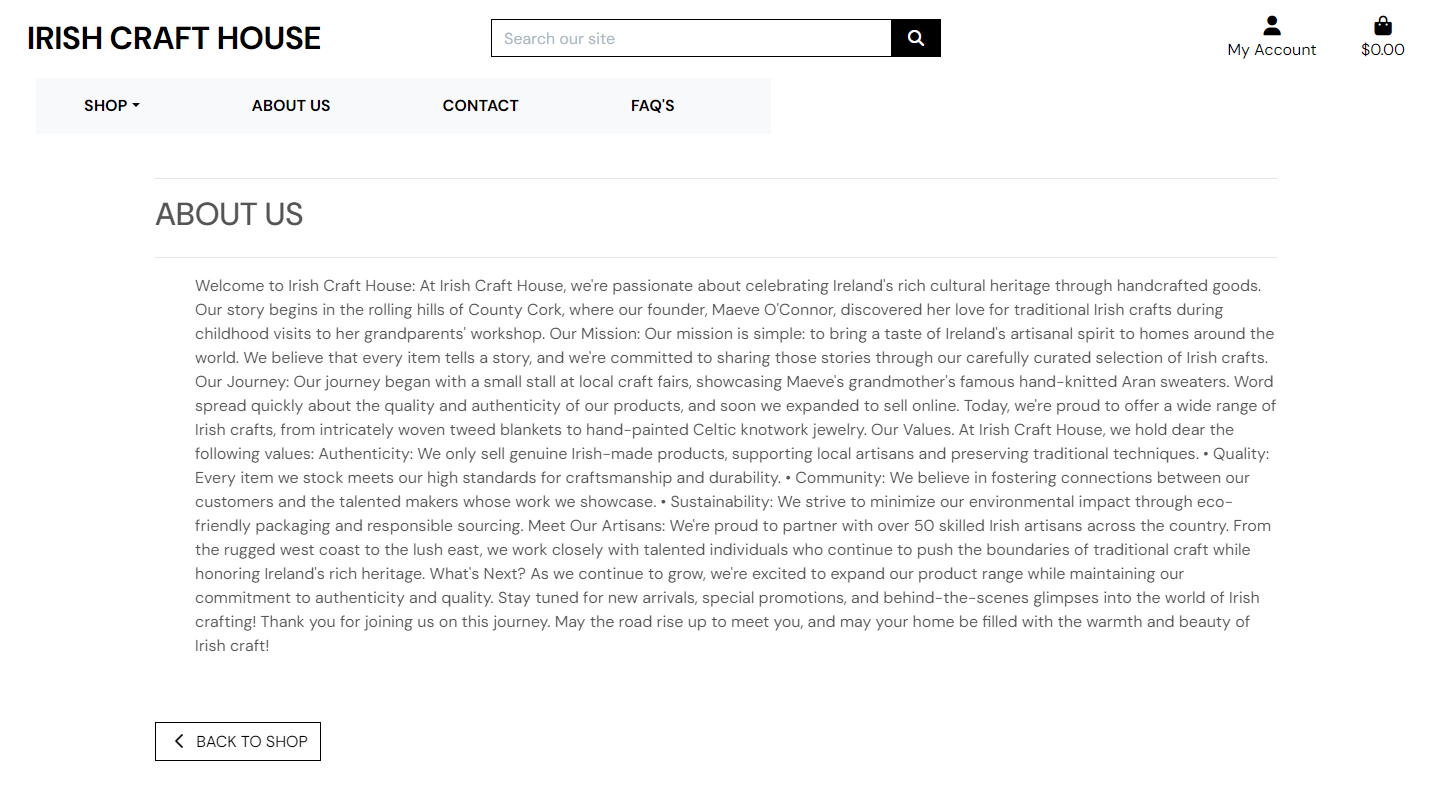 IRISH CRAFT HOUSE
Search our site
My Account
$0.00
SHOP
ABOUT US
CONTACT
FAQ'S
ABOUT US
Welcome to Irish Craft House: At Irish Craft House, we're passionate about celebrating Ireland's rich cultural heritage through handcrafted goods.
Our story begins in the rolling hills of County Cork, where our founder, Maeve O'Connor, discovered her love for traditional Irish crafts during
childhood visits to her grandparents' workshop. Our Mission: Our mission is simple: to bring a taste of Ireland's artisanal spirit to homes around the
world. We believe that every item tells a story, and we're committed to sharing those stories through our carefully curated selection of Irish crafts.
Our Journey: Our journey began with a small stall at local craft fairs, showcasing Maeve's grandmother's famous hand-knitted Aran sweaters. Word
spread quickly about the quality and authenticity of our products, and soon we expanded to sell online. Today, we're proud to offer a wide range of
Irish crafts, from intricately woven tweed blankets to hand-painted Celtic knotwork jewelry. Our Values. At Irish Craft House, we hold dear the
following values: Authenticity: We only sell genuine Irish-made products, supporting local artisans and preserving traditional techniques. • Quality:
Every item we stock meets our high standards for craftsmanship and durability. • Community: We believe in fostering connections between our
customers and the talented makers whose work we showcase. • Sustainability: We strive to minimize our environmental impact through eco-
friendly packaging and responsible sourcing. Meet Our Artisans: We're proud to partner with over 50 skilled Irish artisans across the country. From
the rugged west coast to the lush east, we work closely with talented individuals who continue to push the boundaries of traditional craft while
honoring Ireland's rich heritage. What's Next? As we continue to grow, we're excited to expand our product range while maintaining our
commitment to authenticity and quality. Stay tuned for new arrivals, special promotions, and behind-the-scenes glimpses into the world of Irish
crafting! Thank you for joining us on this journey. May the road rise up to meet you, and may your home be filled with the warmth and beauty of
Irish craft!
BACK TO SHOP